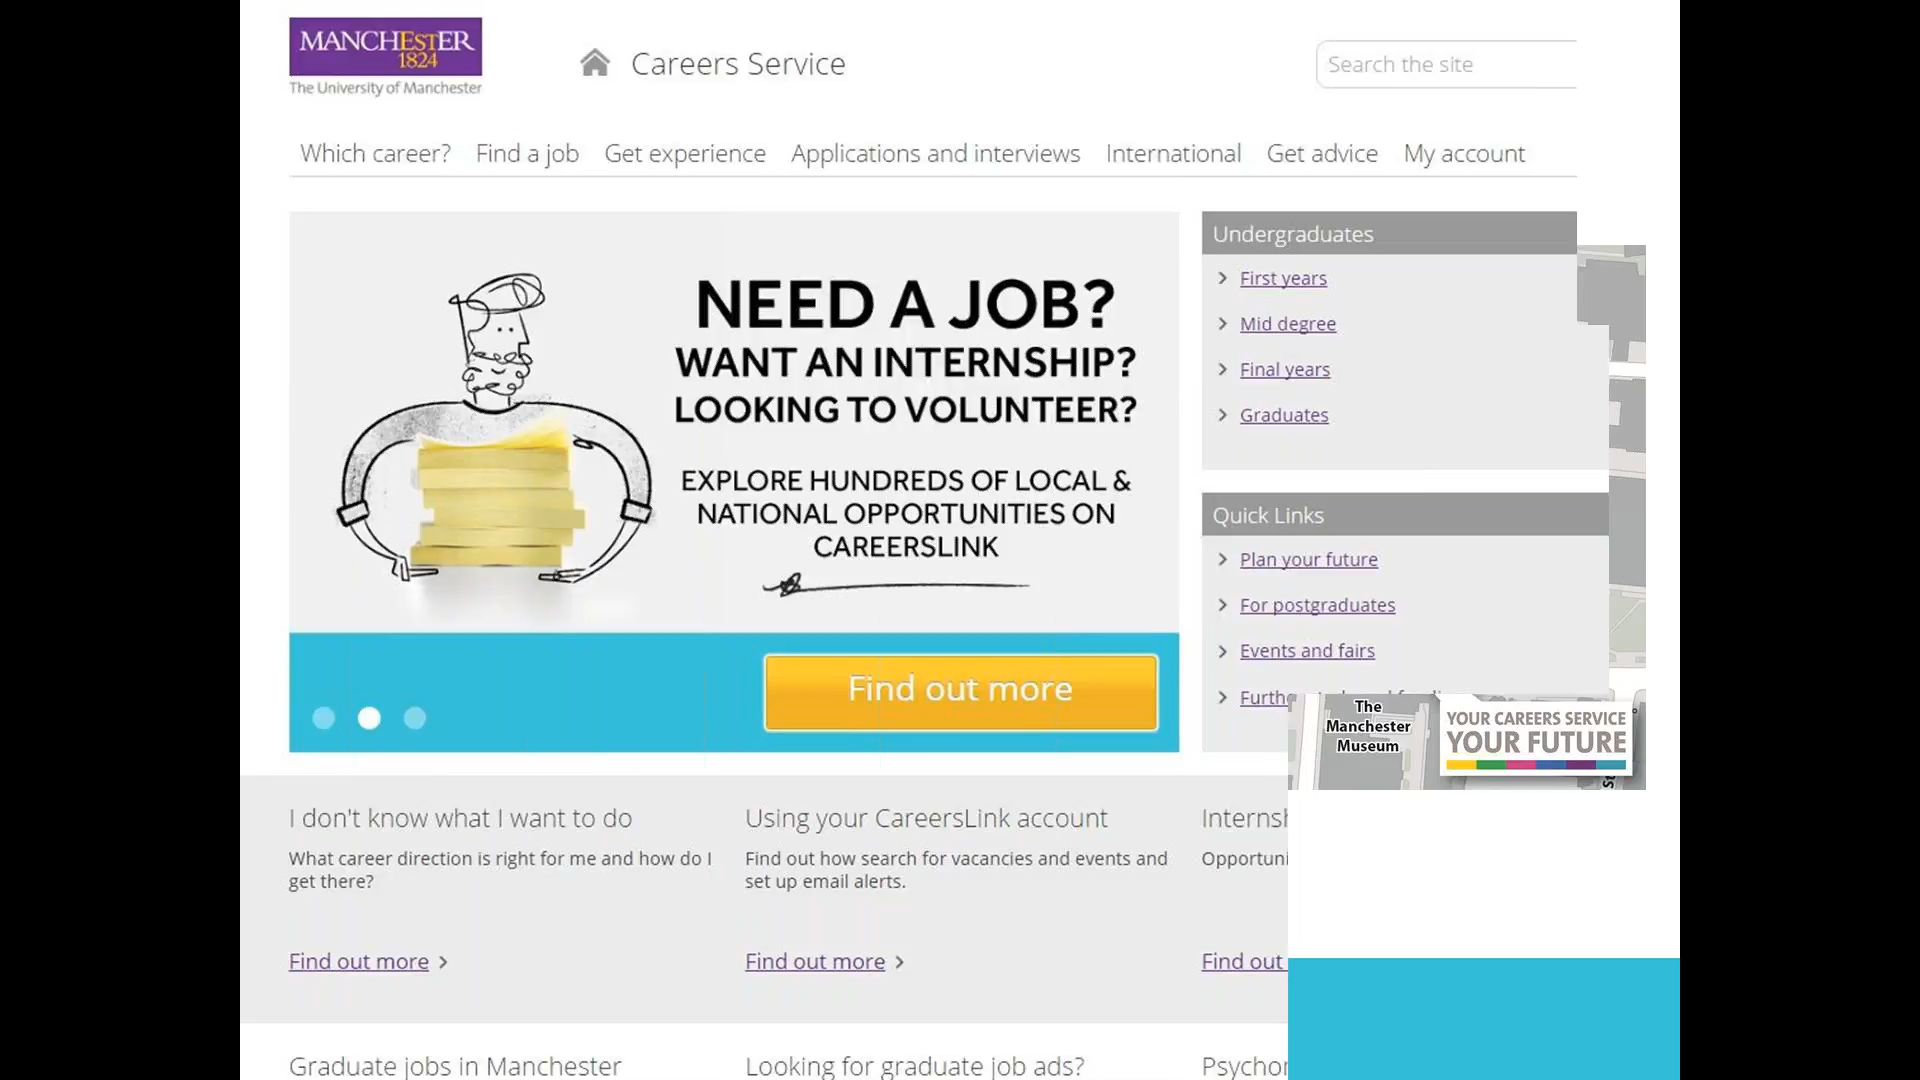 MANCHESTER
1824
The University of Manchester
Careers Service
Search the site
Which career? Find a job Get experience Applications and interviews International Get advice My account
NEED A JOB?
WANT AN INTERNSHIP?
LOOKING TO VOLUNTEER?
EXPLORE HUNDREDS OF LOCAL &
NATIONAL OPPORTUNITIES ON
CAREERSLINK
Find out more
Undergraduates
First years
Mid degree
Final years
Graduates
Quick Links
Plan your future
For postgraduates
Events and fairs
The
Manchester
Museum
YOUR CAREERS SERVICE
YOUR FUTURE
I don't know what I want to do
What career direction is right for me and how do I
get there?
Find out more
Using your CareersLink account
Find out how search for vacancies and events and
set up email alerts.
Find out more
Find out
Graduate jobs in Manchester
Looking for graduate job ads?